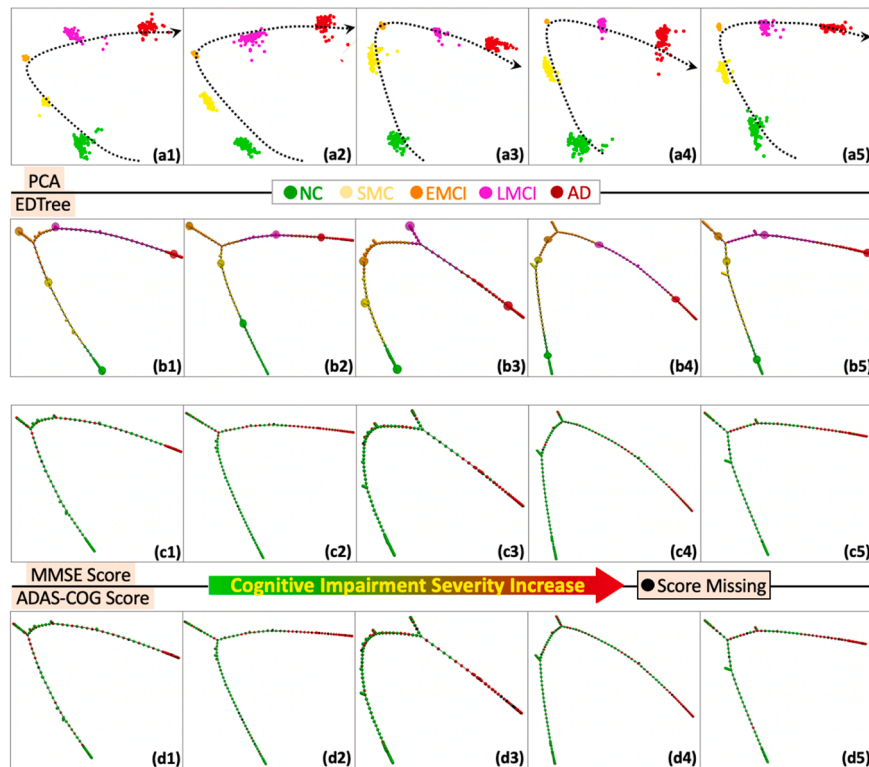 (a1) (a2) (a3) (a4) (a5)
PCA
EDTree
NC SMC EMCI LMCI AD
(b1) (b2) (b3) (b4) (b5)
(c1) (c2) (c3) (c4) (c5)
MMSE Score
ADAS-COG Score
Cognitive Impairment Severity Increase
Score Missing
(d1) (d2) (d3) (d4) (d5)